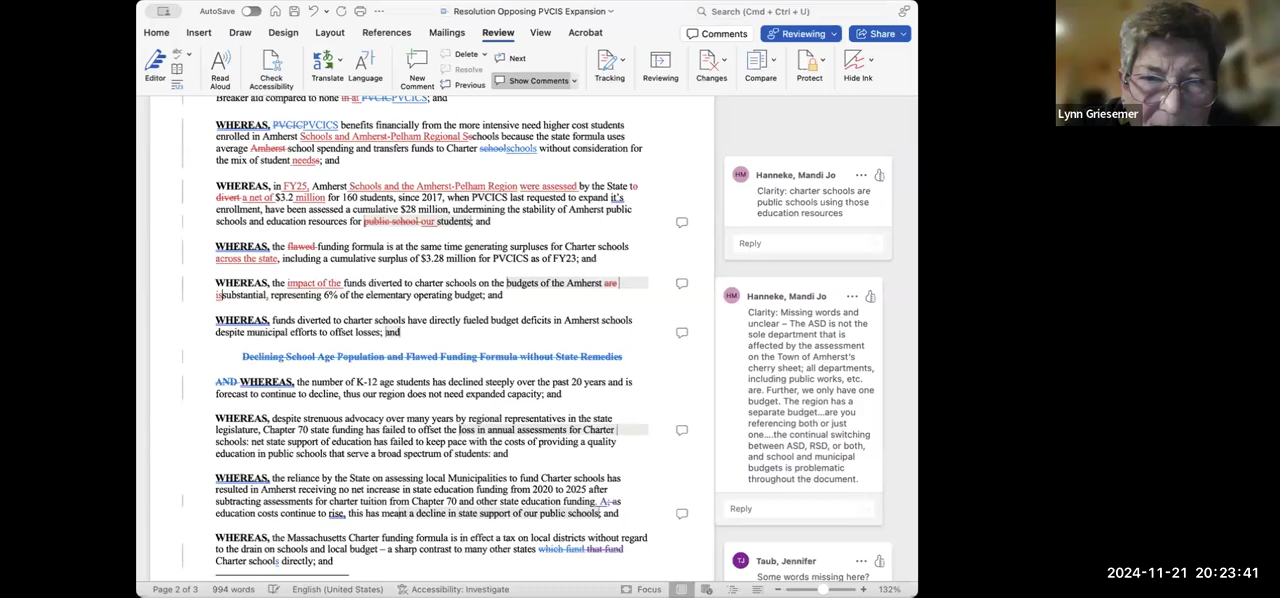 AutoSave
Resolution Opposing PVCIS Expansion
Search (Cmd + Ctrl + U)
Home Insert Draw Design Layout References Mailings Review View Acrobat
Comments Reviewing Share
Editor
Read Aloud
Check Accessibility
Translate Language
New Comment
Delete
Resolve
Previous
Next
Show Comments
Tracking
Reviewing
Changes
Compare
Protect
Hide Ink
Breaker aid compared to none in at PVCICPVCICS; and
WHEREAS, PVCICPVCICS benefits financially from the more intensive need higher cost students
enrolled in Amherst Schools and Amherst-Pelham Regional Sschools because the state formula uses
average Amherst school spending and transfers funds to Charter schoolschools without consideration for
the mix of student needss; and
WHEREAS, in FY25, Amherst Schools and the Amherst-Pelham Region were assessed by the State to
divert a net of $3.2 million for 160 students, since 2017, when PVCICS last requested to expand it's
enrollment, have been assessed a cumulative $28 million, undermining the stability of Amherst public
schools and education resources for public school our students; and
WHEREAS, the flawed funding formula is at the same time generating surpluses for Charter schools
across the state, including a cumulative surplus of $3.28 million for PVCICS as of FY23; and
WHEREAS, the impact of the funds diverted to charter schools on the budgets of the Amherst are
issubstantial, representing 6% of the elementary operating budget; and
WHEREAS, funds diverted to charter schools have directly fueled budget deficits in Amherst schools
despite municipal efforts to offset losses; and
Declining School Age Population and Flawed Funding Formula without State Remedies
AND WHEREAS, the number of K-12 age students has declined steeply over the past 20 years and is
forecast to continue to decline, thus our region does not need expanded capacity; and
WHEREAS, despite strenuous advocacy over many years by regional representatives in the state
legislature, Chapter 70 state funding has failed to offset the loss in annual assessments for Charter
schools: net state support of education has failed to keep pace with the costs of providing a quality
education in public schools that serve a broad spectrum of students: and
WHEREAS, the reliance by the State on assessing local Municipalities to fund Charter schools has
resulted in Amherst receiving no net increase in state education funding from 2020 to 2025 after
subtracting assessments for charter tuition from Chapter 70 and other state education funding. A; as
education costs continue to rise, this has meant a decline in state support of our public schools; and
WHEREAS, the Massachusetts Charter funding formula is in effect a tax on local districts without regard
to the drain on schools and local budget – a sharp contrast to many other states which fund that fund
Charter schools directly; and
HM Hanneke, Mandi Jo
Clarity: charter schools are
public schools using those
education resources
Reply
HM Hanneke, Mandi Jo
Clarity: Missing words and
unclear – The ASD is not the
sole department that is
affected by the assessment
on the Town of Amherst's
cherry sheet; all departments,
including public works, etc.
are. Further, we only have one
budget. The region has a
separate budget...are you
referencing both or just
one....the continual switching
between ASD, RSD, or both,
and school and municipal
budgets is problematic
throughout the document.
Reply
TJ Taub, Jennifer
Some words missing here?
Page 2 of 3 994 words English (United States) Accessibility: Investigate Focus 132%
Lynn Griesemer
2024-11-21 20:23:41